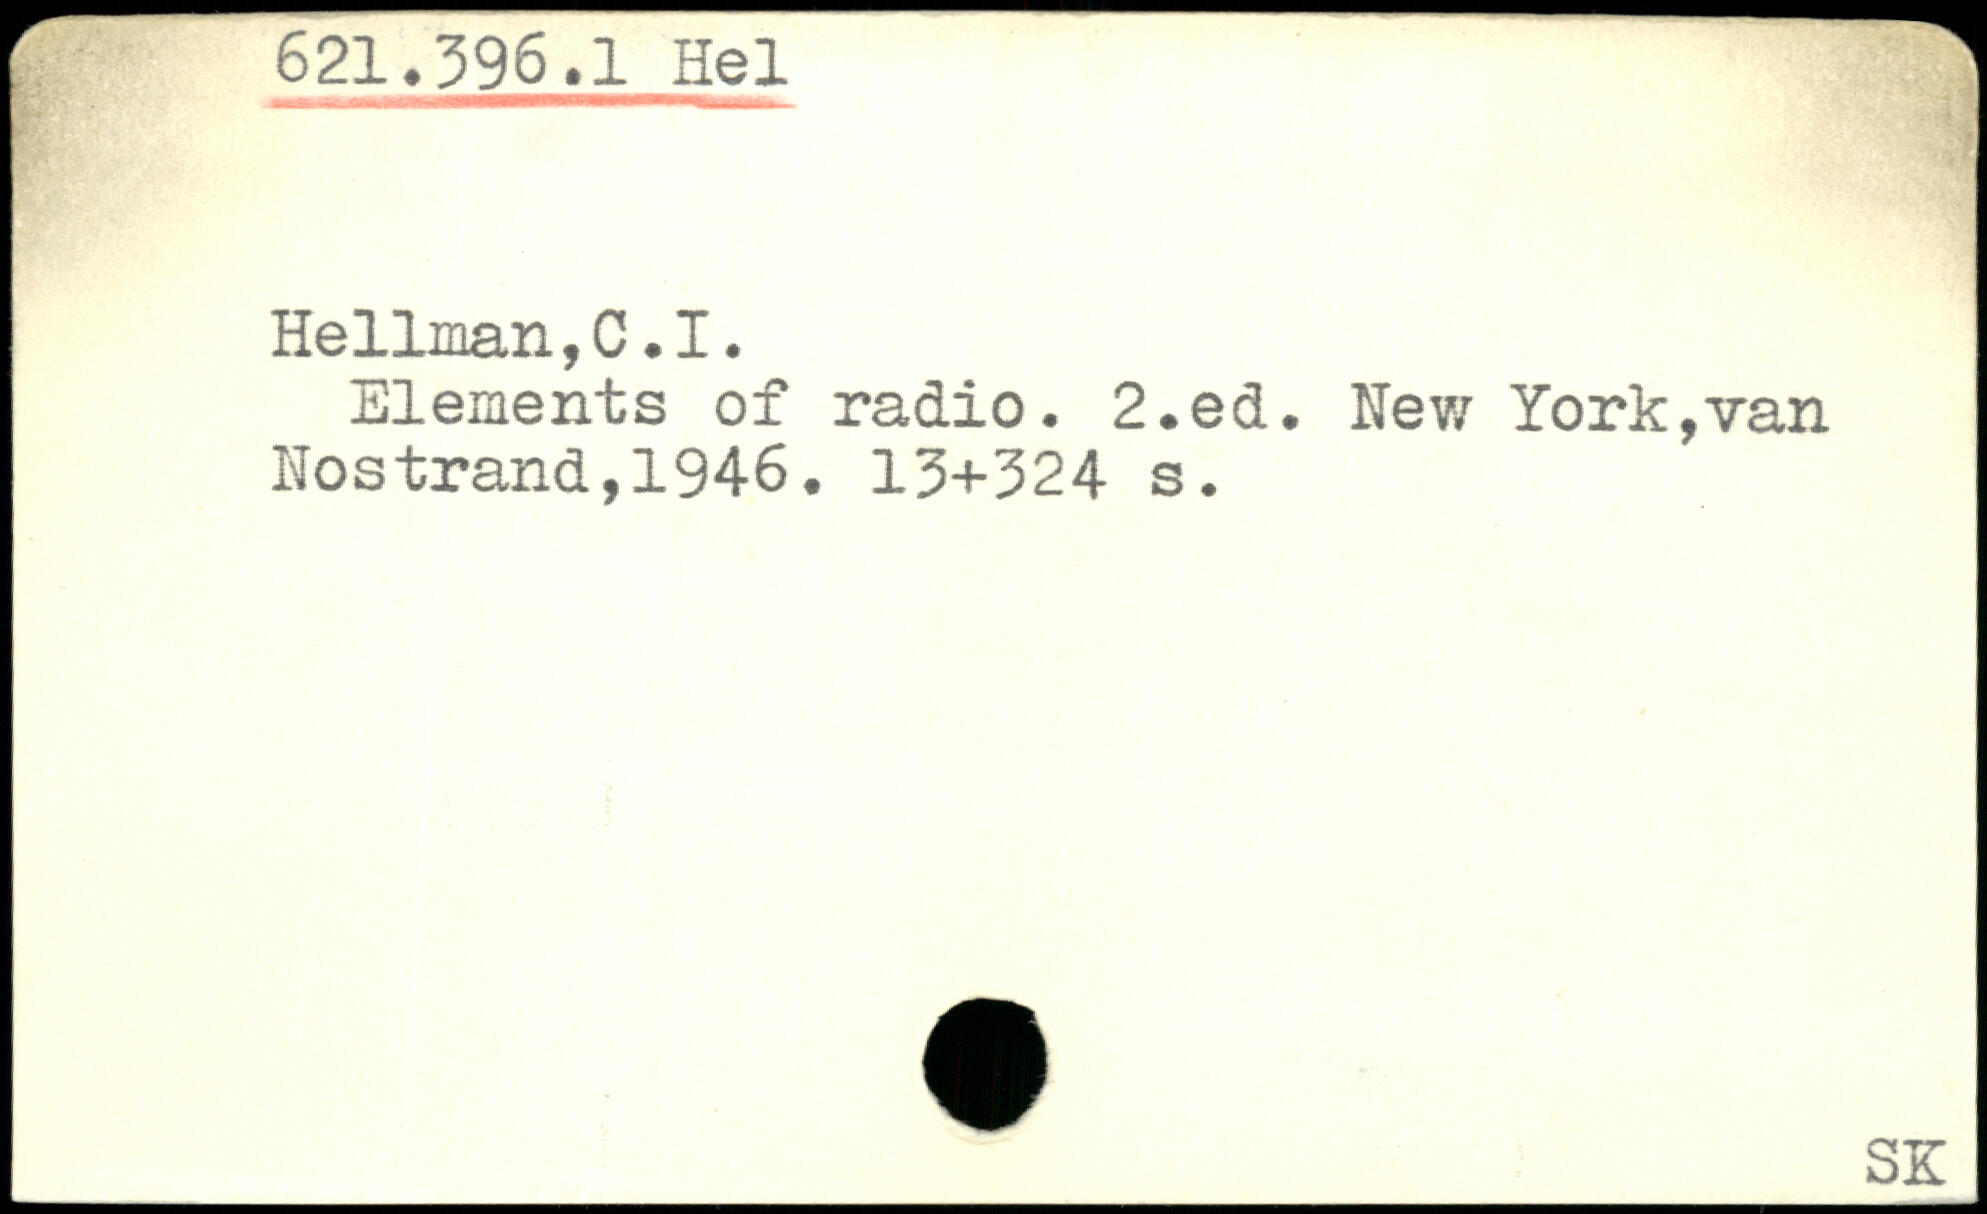 621.396.1 Hel
Hellman,C.I.
Elements of radio. 2.ed. New York,van
Nostrand,1946. 13+324 s.
SK